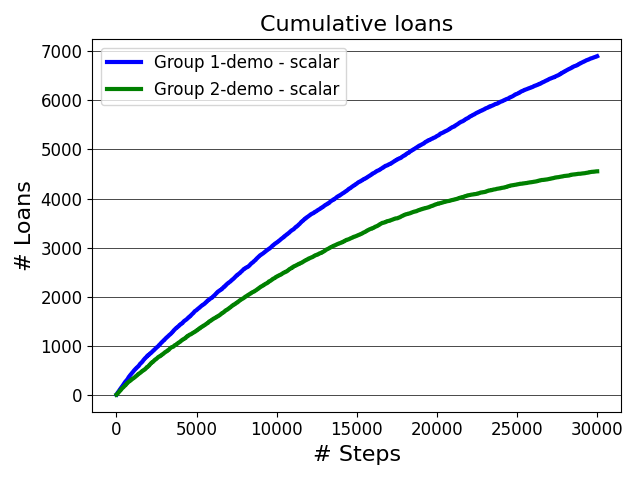 Cumulative loans
Group 1-demo - scalar
Group 2-demo - scalar
# Loans
7000
6000
5000
4000
3000
2000
1000
0
0 5000 10000 15000 20000 25000 30000
# Steps